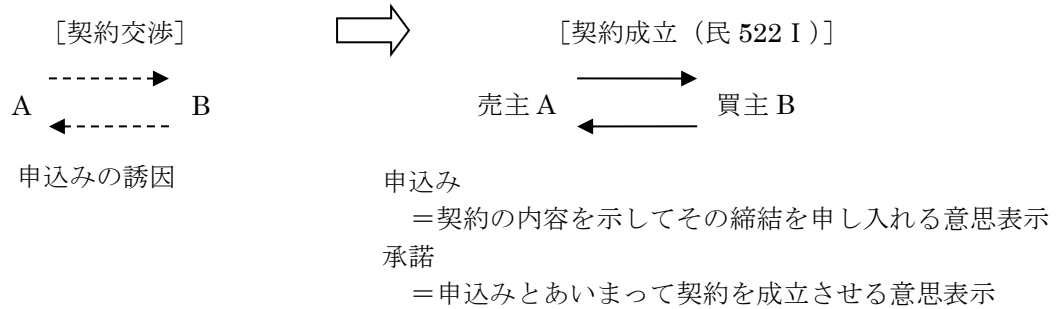 [契約交渉]
[契約成立（民 522Ⅰ）]
A B
売主 A 買主 B
申込みの誘因
申込み
＝契約の内容を示してその締結を申し入れる意思表示
承諾
＝申込みとあいまって契約を成立させる意思表示